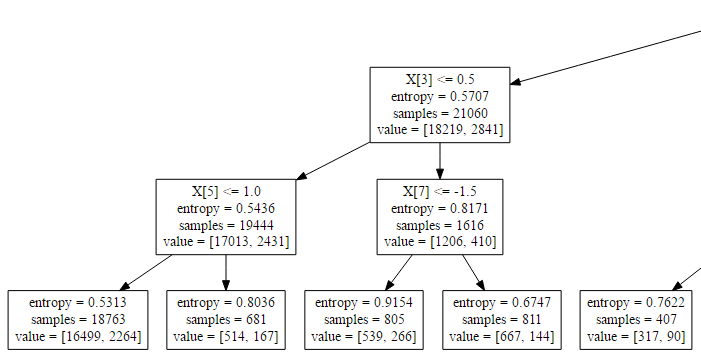 X[3] <= 0.5
entropy = 0.5707
samples = 21060
value = [18219, 2841]
X[5] <= 1.0
entropy = 0.5436
samples = 19444
value = [17013, 2431]
X[7] <= -1.5
entropy = 0.8171
samples = 1616
value = [1206, 410]
entropy = 0.5313
samples = 18763
value = [16499, 2264]
entropy = 0.8036
samples = 681
value = [514, 167]
entropy = 0.9154
samples = 805
value = [539, 266]
entropy = 0.6747
samples = 811
value = [667, 144]
entropy = 0.7622
samples = 407
value = [317, 90]